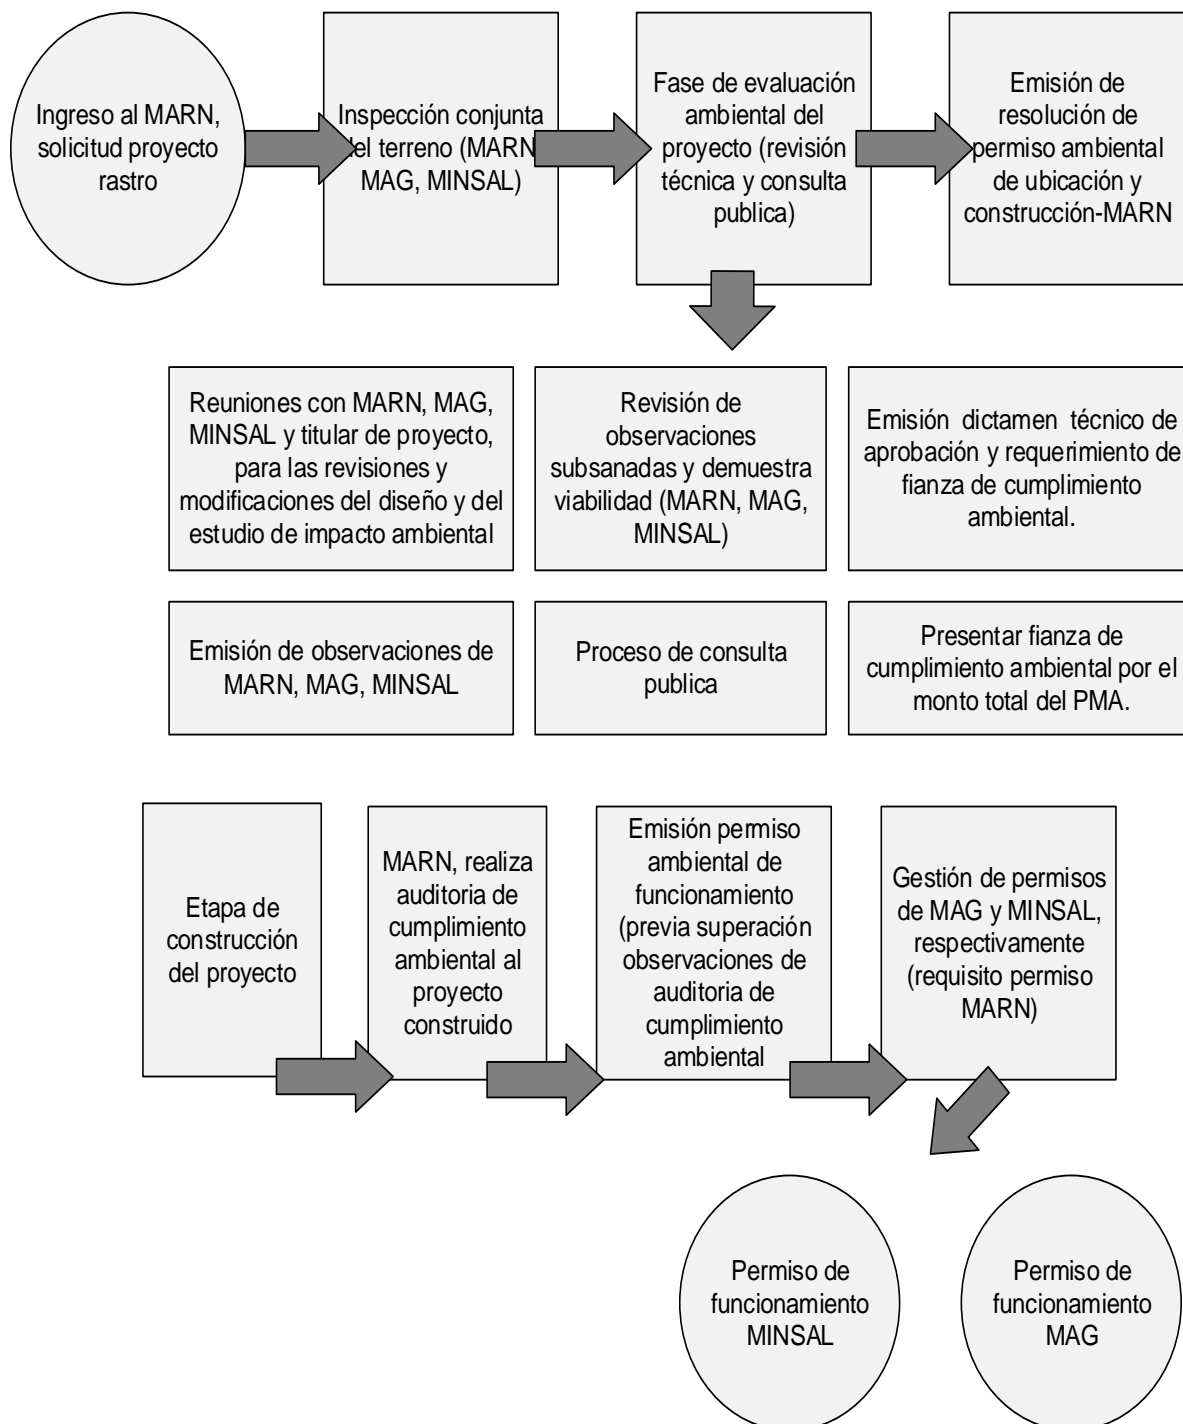 Ingreso al MARN,
solicitud proyecto
rastro
Inspección conjunta
del terreno (MARN
MAG, MINSAL)
Fase de evaluación
ambiental del
proyecto (revisión
técnica y consulta
publica)
Emisión de
resolución de
permiso ambiental
de ubicación y
construcción-MARN
Reuniones con MARN, MAG,
MINSAL y titular de proyecto,
para las revisiones y
modificaciones del diseño y del
estudio de impacto ambiental
Revisión de
observaciones
subsanadas y demuestra
viabilidad (MARN, MAG,
MINSAL)
Emisión dictamen técnico de
aprobación y requerimiento de
fianza de cumplimiento
ambiental.
Emisión de observaciones de
MARN, MAG, MINSAL
Proceso de consulta
publica
Presentar fianza de
cumplimiento ambiental por el
monto total del PMA.
Etapa de
construcción
del proyecto
MARN, realiza
auditoria de
cumplimiento
ambiental al
proyecto
construido
Emisión permiso
ambiental de
funcionamiento
(previa superación
observaciones de
auditoria de
cumplimiento
ambiental
Gestión de permisos
de MAG y MINSAL,
respectivamente
(requisito permiso
MARN)
Permiso de
funcionamiento
MINSAL
Permiso de
funcionamiento
MAG